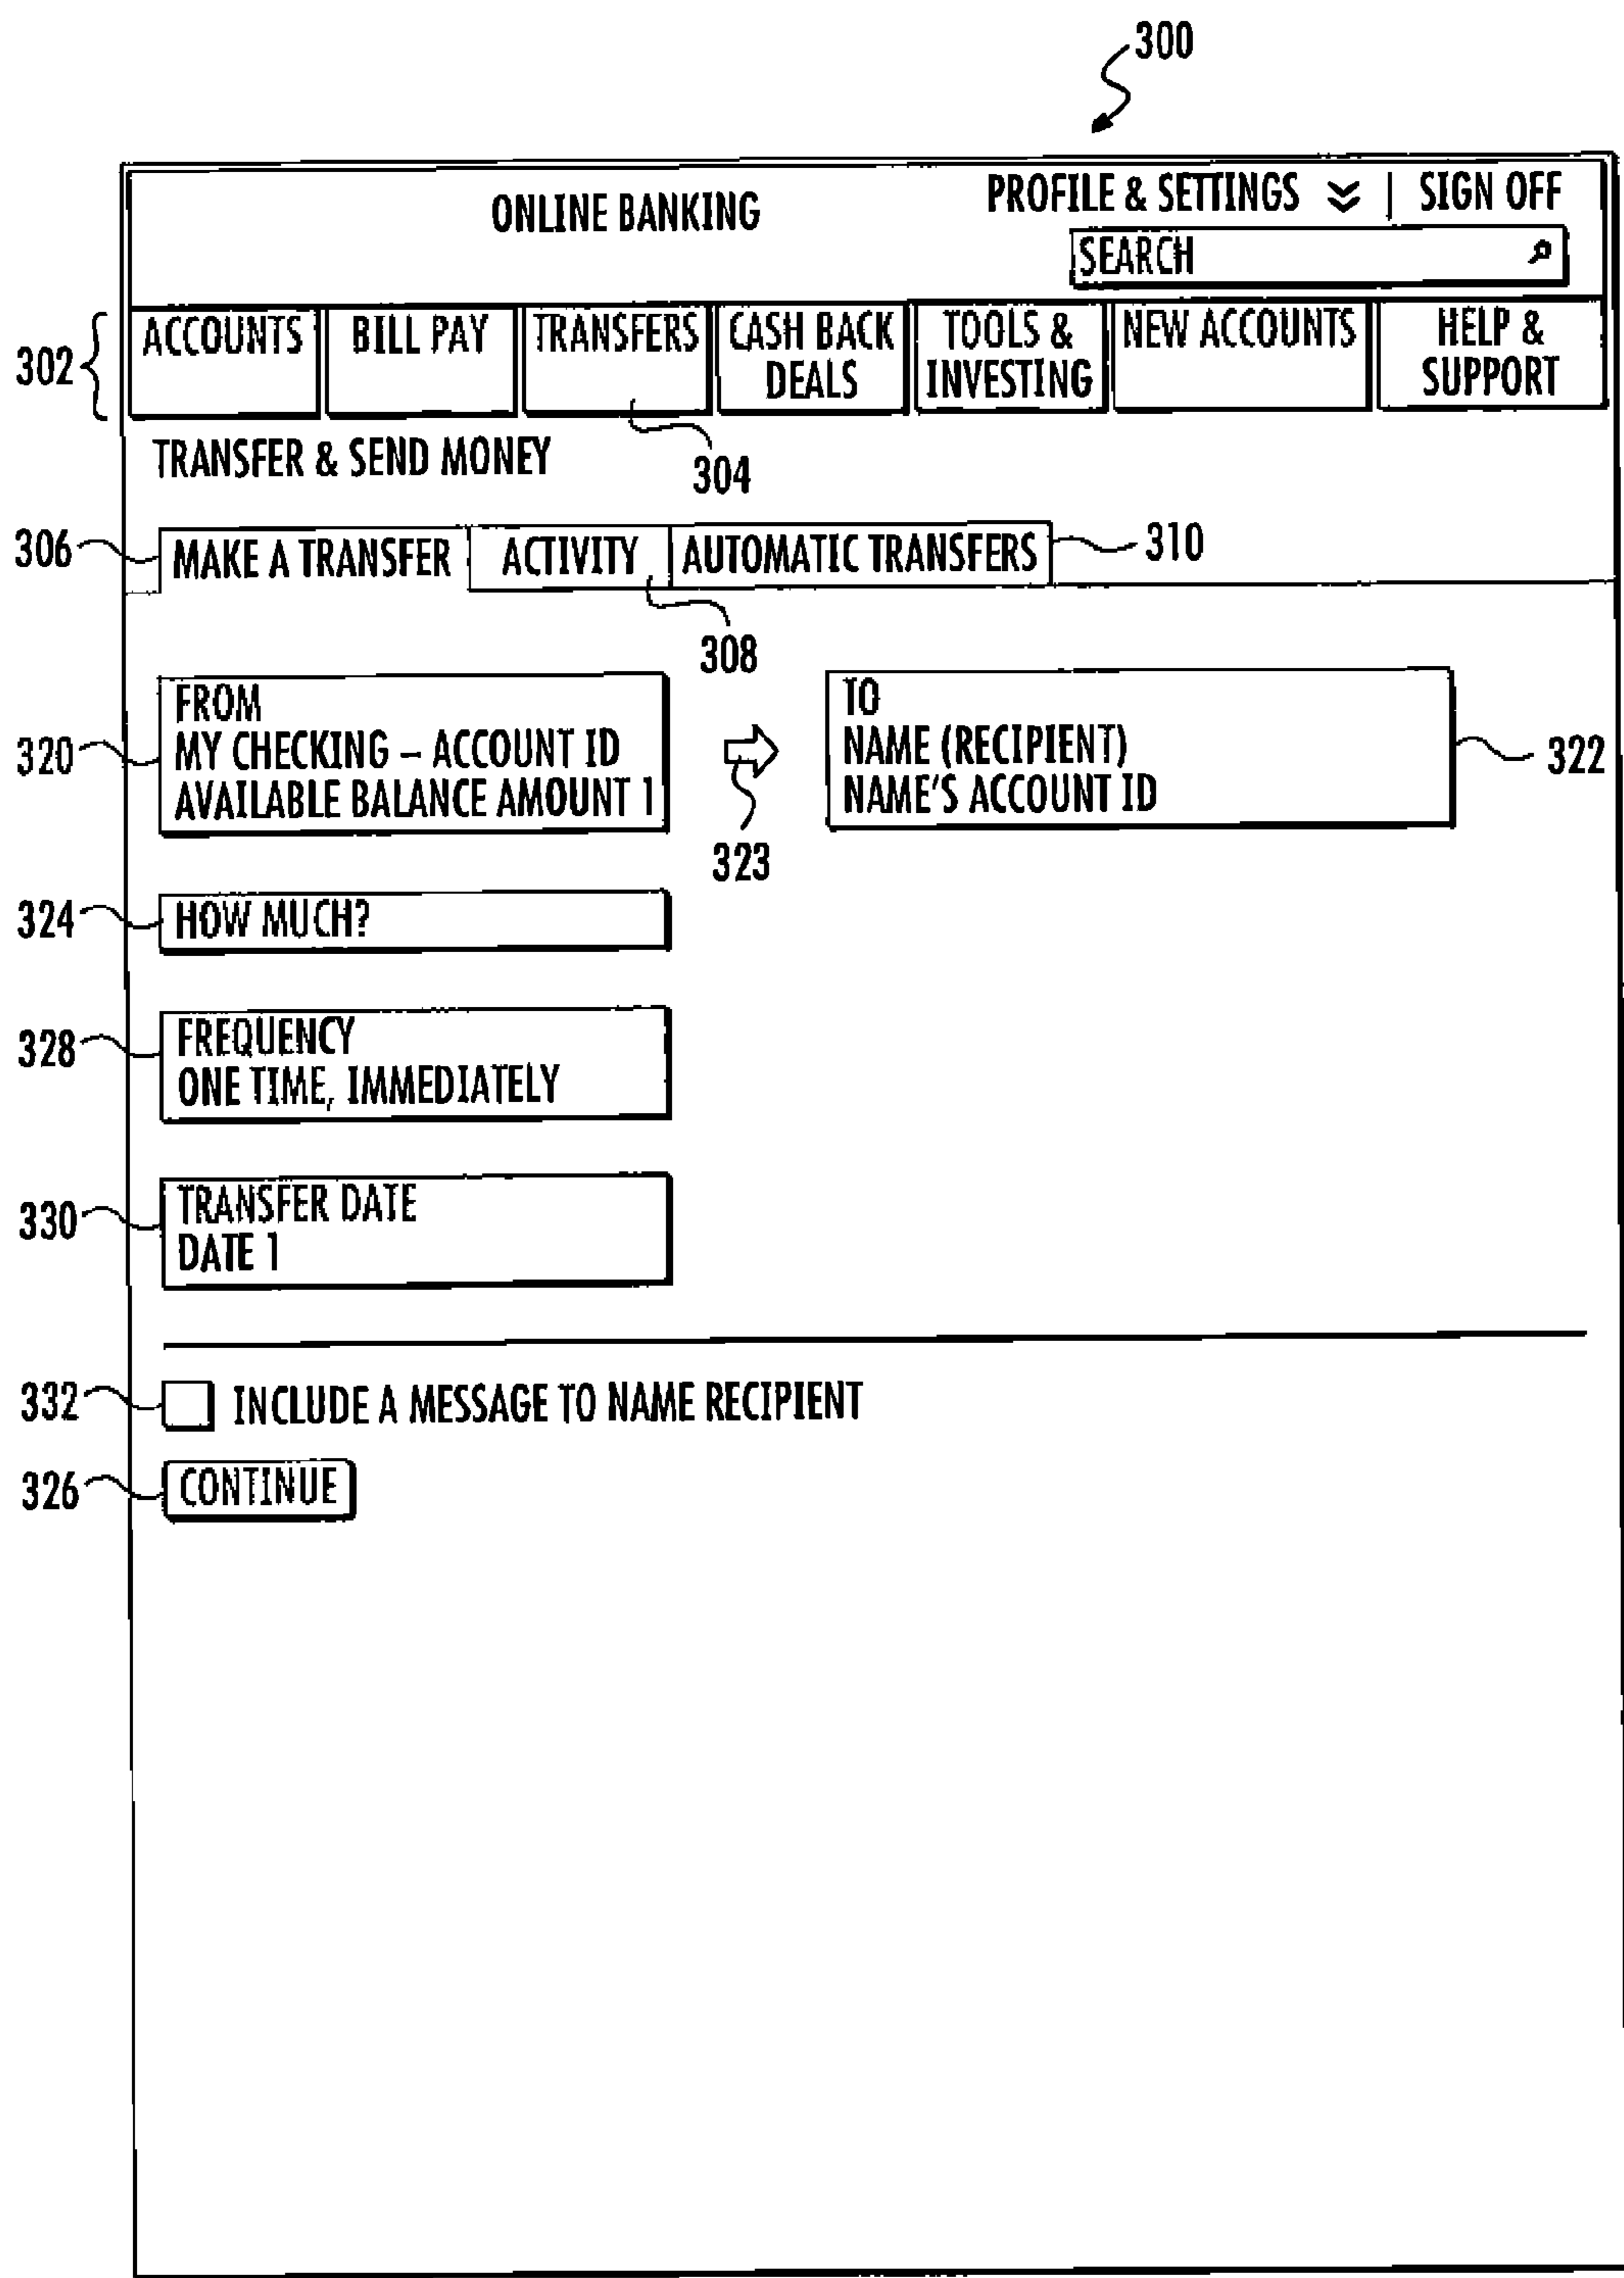 300
ONLINE BANKING
PROFILE & SETTINGS | SIGN OFF
SEARCH
302
ACCOUNTS
BILL PAY
TRANSFERS
CASH BACK
DEALS
TOOLS &
INVESTING
NEW ACCOUNTS
HELP &
SUPPORT
TRANSFER & SEND MONEY
304
306
MAKE A TRANSFER
ACTIVITY
AUTOMATIC TRANSFERS
310
308
320
FROM
MY CHECKING – ACCOUNT ID
AVAILABLE BALANCE AMOUNT 1
323
TO
NAME (RECIPIENT)
NAME'S ACCOUNT ID
322
324
HOW MUCH?
328
FREQUENCY
ONE TIME, IMMEDIATELY
330
TRANSFER DATE
DATE 1
332
INCLUDE A MESSAGE TO NAME RECIPIENT
326
CONTINUE